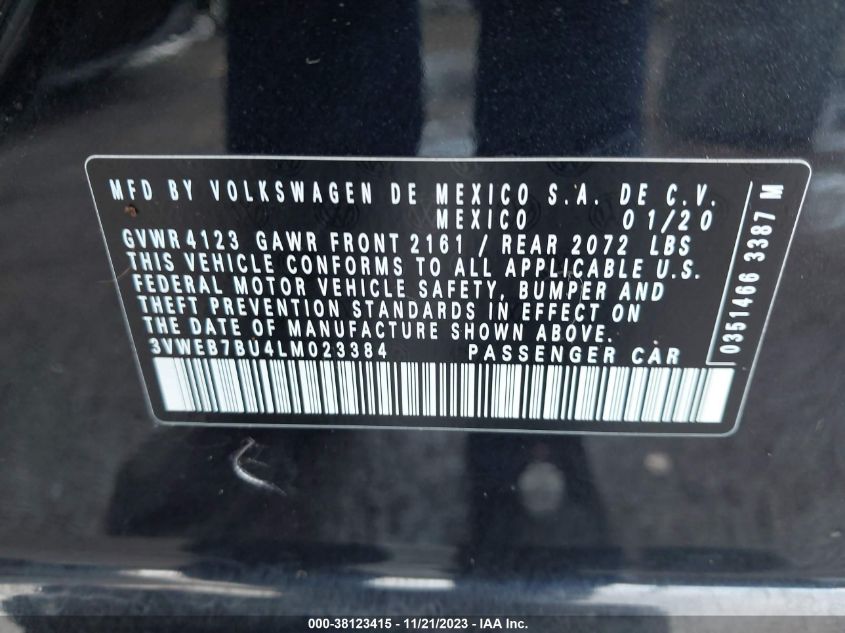 MFD BY VOLKSWAGEN DE MEXICO S.A. DE C.V.
MEXICO 01/20
GVWR 4123 GAWR FRONT 2161 / REAR 2072 LBS
THIS VEHICLE CONFORMS TO ALL APPLICABLE U.S.
FEDERAL MOTOR VEHICLE SAFETY, BUMPER AND
THEFT PREVENTION STANDARDS IN EFFECT ON
THE DATE OF MANUFACTURE SHOWN ABOVE.
3VWEB7BU4LM023384 PASSENGER CAR
0351466 3387 M
000-38123415 - 11/21/2023 - IAA Inc.